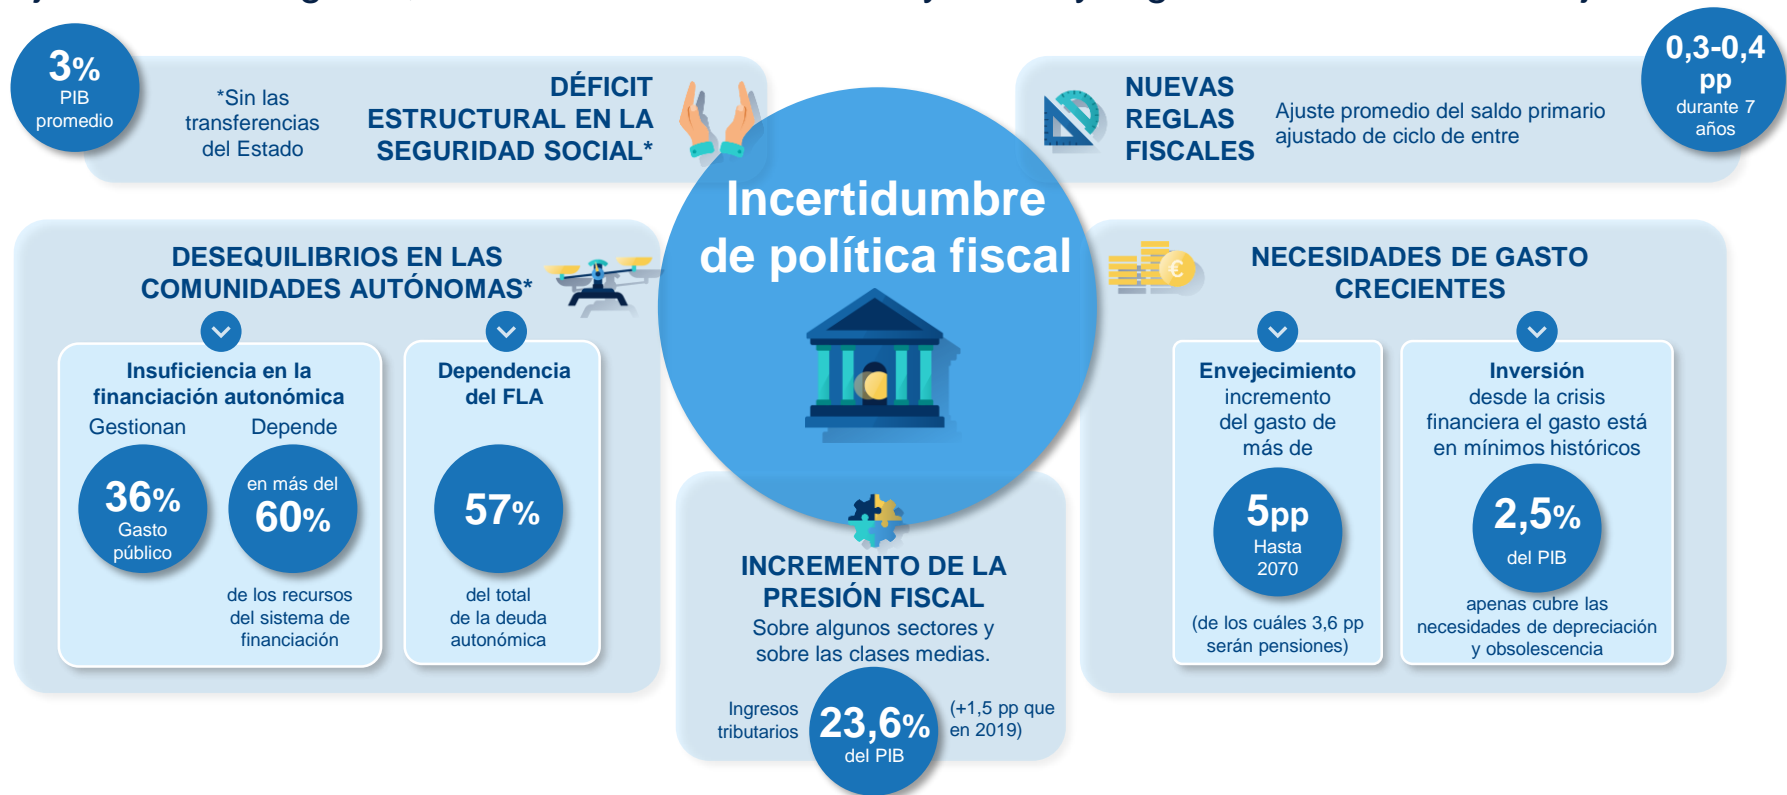 3%
PIB
promedio
*Sin las
transferencias
del Estado
DÉFICIT
ESTRUCTURAL EN LA
SEGURIDAD SOCIAL*
NUEVAS
REGLAS
FISCALES
Ajuste promedio del saldo primario
ajustado de ciclo de entre
0,3-0,4
pp
durante 7
años
Incertidumbre
de política fiscal
DESEQUILIBRIOS EN LAS
COMUNIDADES AUTÓNOMAS*
Insuficiencia en la
financiación autonómica
Gestionan
36%
Gasto
público
Depende
en más del
60%
de los recursos
del sistema de
financiación
Dependencia
del FLA
57%
del total
de la deuda
autonómica
INCREMENTO DE LA
PRESIÓN FISCAL
Sobre algunos sectores y
sobre las clases medias.
Ingresos
tributarios
23,6%
del PIB
(+1,5 pp que
en 2019)
NECESIDADES DE GASTO
CRECIENTES
Envejecimiento
incremento
del gasto de
más de
5pp
Hasta
2070
(de los cuáles 3,6 pp
serán pensiones)
Inversión
desde la crisis
financiera el gasto está
en mínimos históricos
2,5%
del PIB
apenas cubre las
necesidades de depreciación
y obsolescencia